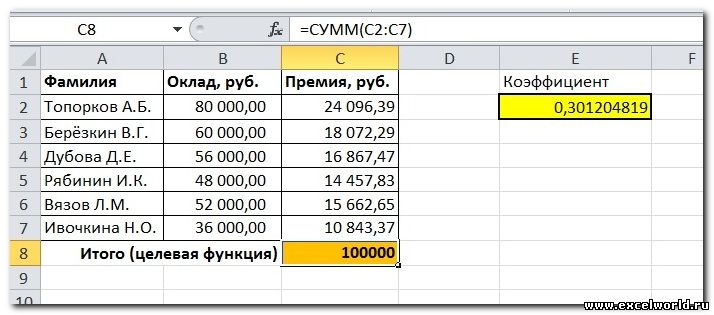 C8 fx =СУММ(C2:C7)
A B C D E F
1 Фамилия Оклад, руб. Премия, руб. Коэффициент
2 Топорков А.Б. 80 000,00 24 096,39 0,301204819
3 Берёзкин В.Г. 60 000,00 18 072,29
4 Дубова Д.Е. 56 000,00 16 867,47
5 Рябинин И.К. 48 000,00 14 457,83
6 Вязов Л.М. 52 000,00 15 662,65
7 Ивочкина Н.О. 36 000,00 10 843,37
8 Итого (целевая функция) 100000
9
10
www.excelworld.ru